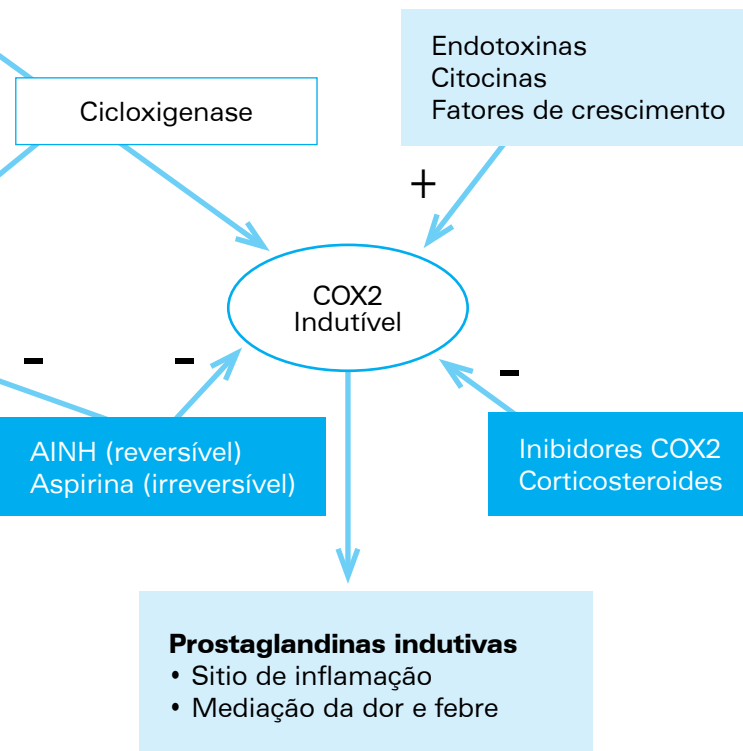 Endotoxinas
Citocinas
Fatores de crescimento
Cicloxigenase
+
COX2
Indutível
- - -
AINH (reversível)
Aspirina (irreversível)
Inibidores COX2
Corticosteroides
Prostaglandinas indutivas
• Sitio de inflamação
• Mediação da dor e febre